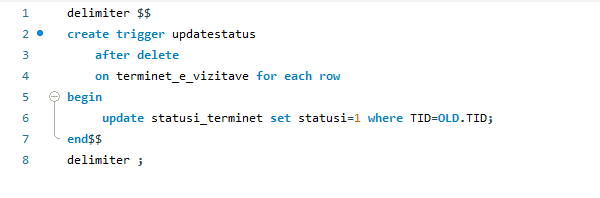 1 delimiter $$
2 create trigger updatestatus
3 after delete
4 on terminet_e_vizitave for each row
5 begin
6 update statusi_terminet set statusi=1 where TID=OLD.TID;
7 end$$
8 delimiter ;